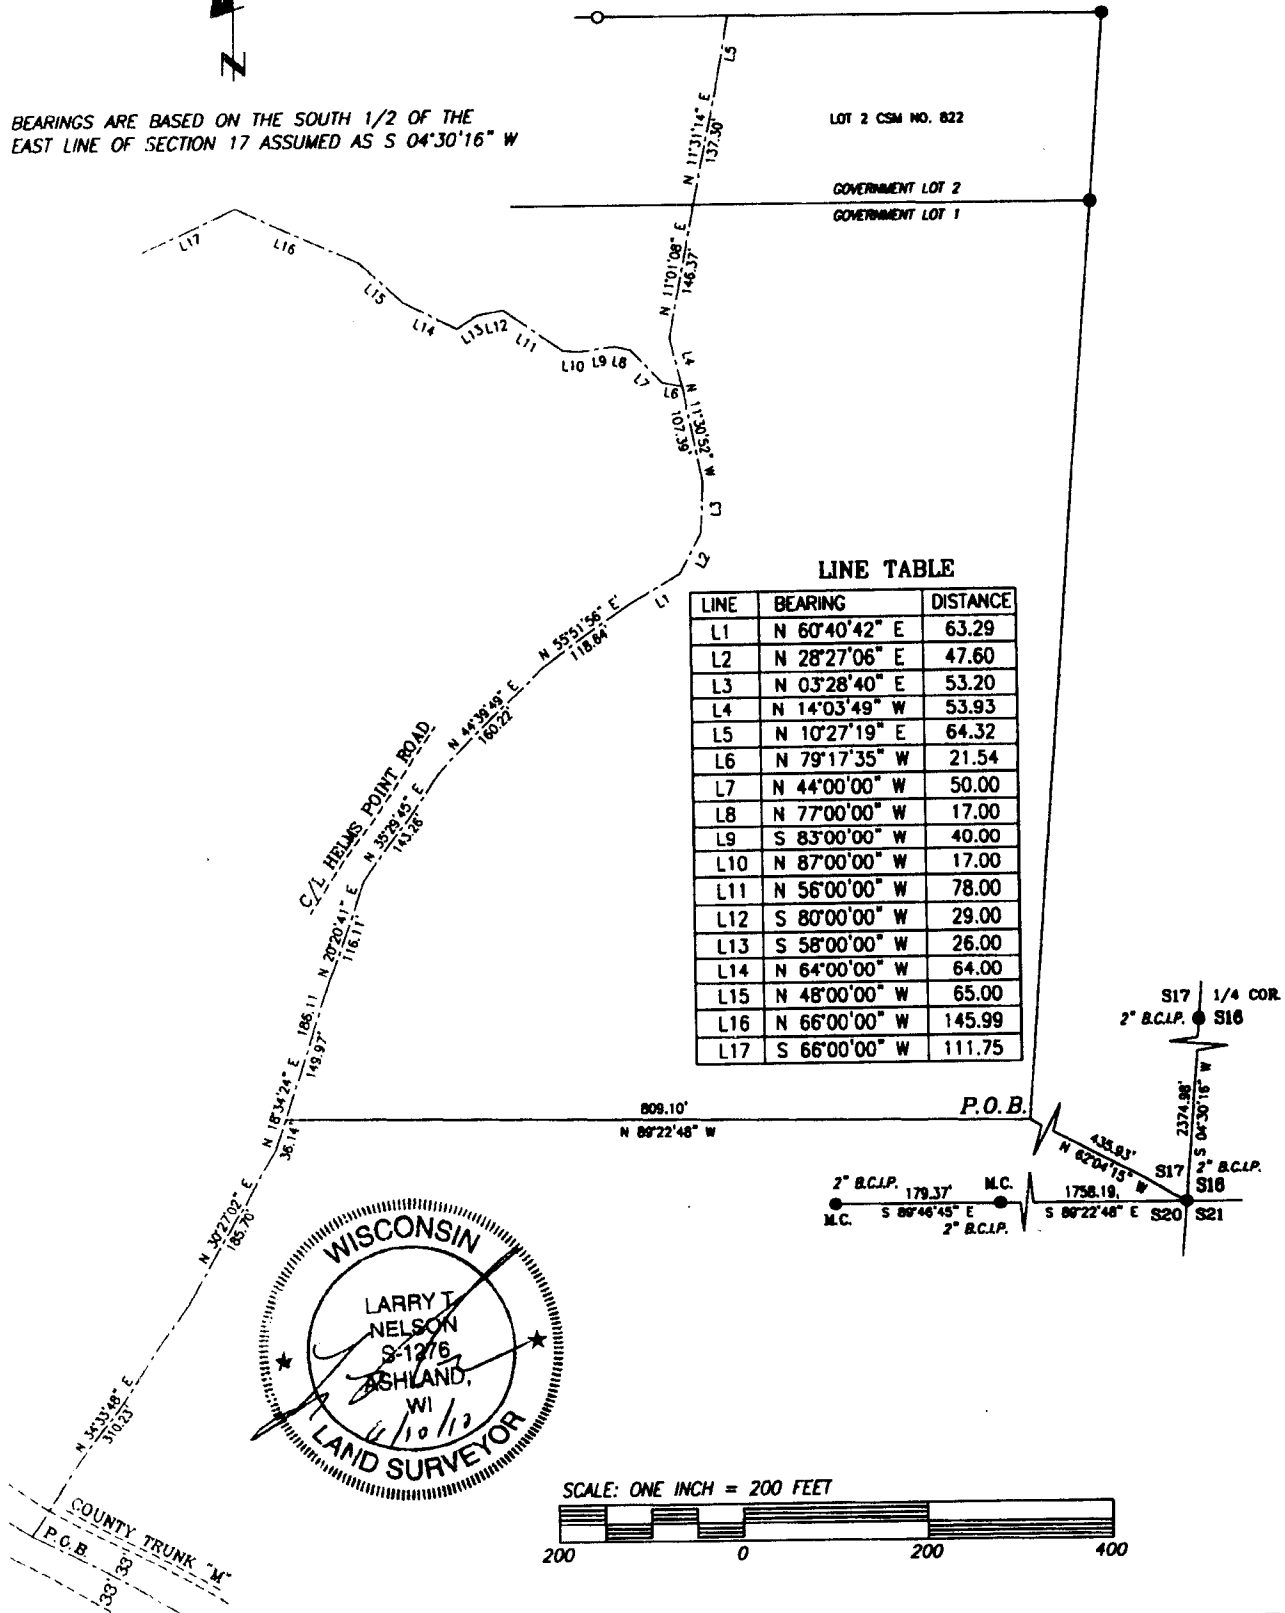 N
BEARINGS ARE BASED ON THE SOUTH 1/2 OF THE
EAST LINE OF SECTION 17 ASSUMED AS S 04°30'16" W
L5
N 11°31'14" E
137.30'
LOT 2 CSM NO. 822
GOVERNMENT LOT 2
GOVERNMENT LOT 1
N 11°01'08" E
146.37'
L17
L16
L15
L14
L13
L12
L11
L10
L9
L8
L7
L6
L4
N 11°30'52" W
107.39'
L3
L2
L1
N 55°51'56" E'
118.64'
N 44°39'49" E
160.22'
C/L HELMS POINT ROAD
N 35°29'45" E
143.26'
N 20°20'41" E
116.11'
186.11
149.97'
N 18°34'24" E
36.14'
N 30°27'02" E
185.70'
N 34°33'48" E
310.23'
COUNTY TRUNK "M"
P.O.B.
33'
33'
LINE TABLE
LINE BEARING DISTANCE
L1 N 60°40'42" E 63.29
L2 N 28°27'06" E 47.60
L3 N 03°28'40" E 53.20
L4 N 14°03'49" W 53.93
L5 N 10°27'19" E 64.32
L6 N 79°17'35" W 21.54
L7 N 44°00'00" W 50.00
L8 N 77°00'00" W 17.00
L9 S 83°00'00" W 40.00
L10 N 87°00'00" W 17.00
L11 N 56°00'00" W 78.00
L12 S 80°00'00" W 29.00
L13 S 58°00'00" W 26.00
L14 N 64°00'00" W 64.00
L15 N 48°00'00" W 65.00
L16 N 66°00'00" W 145.99
L17 S 66°00'00" W 111.75
809.10'
N 89°22'48" W
P.O.B.
S17 1/4 COR.
2" B.C.I.P. S16
2374.98'
S 04°30'16" W
435.93'
N 62°04'15" W
S17 2" B.C.I.P.
S16
S20 S21
2" B.C.I.P.
M.C.
179.37'
S 89°46'45" E
M.C.
2" B.C.I.P.
1758.19,
S 89°22'48" E
WISCONSIN
LARRY T.
NELSON
S-1276
ASHLAND,
WI
LAND SURVEYOR
SCALE: ONE INCH = 200 FEET
200 0 200 400